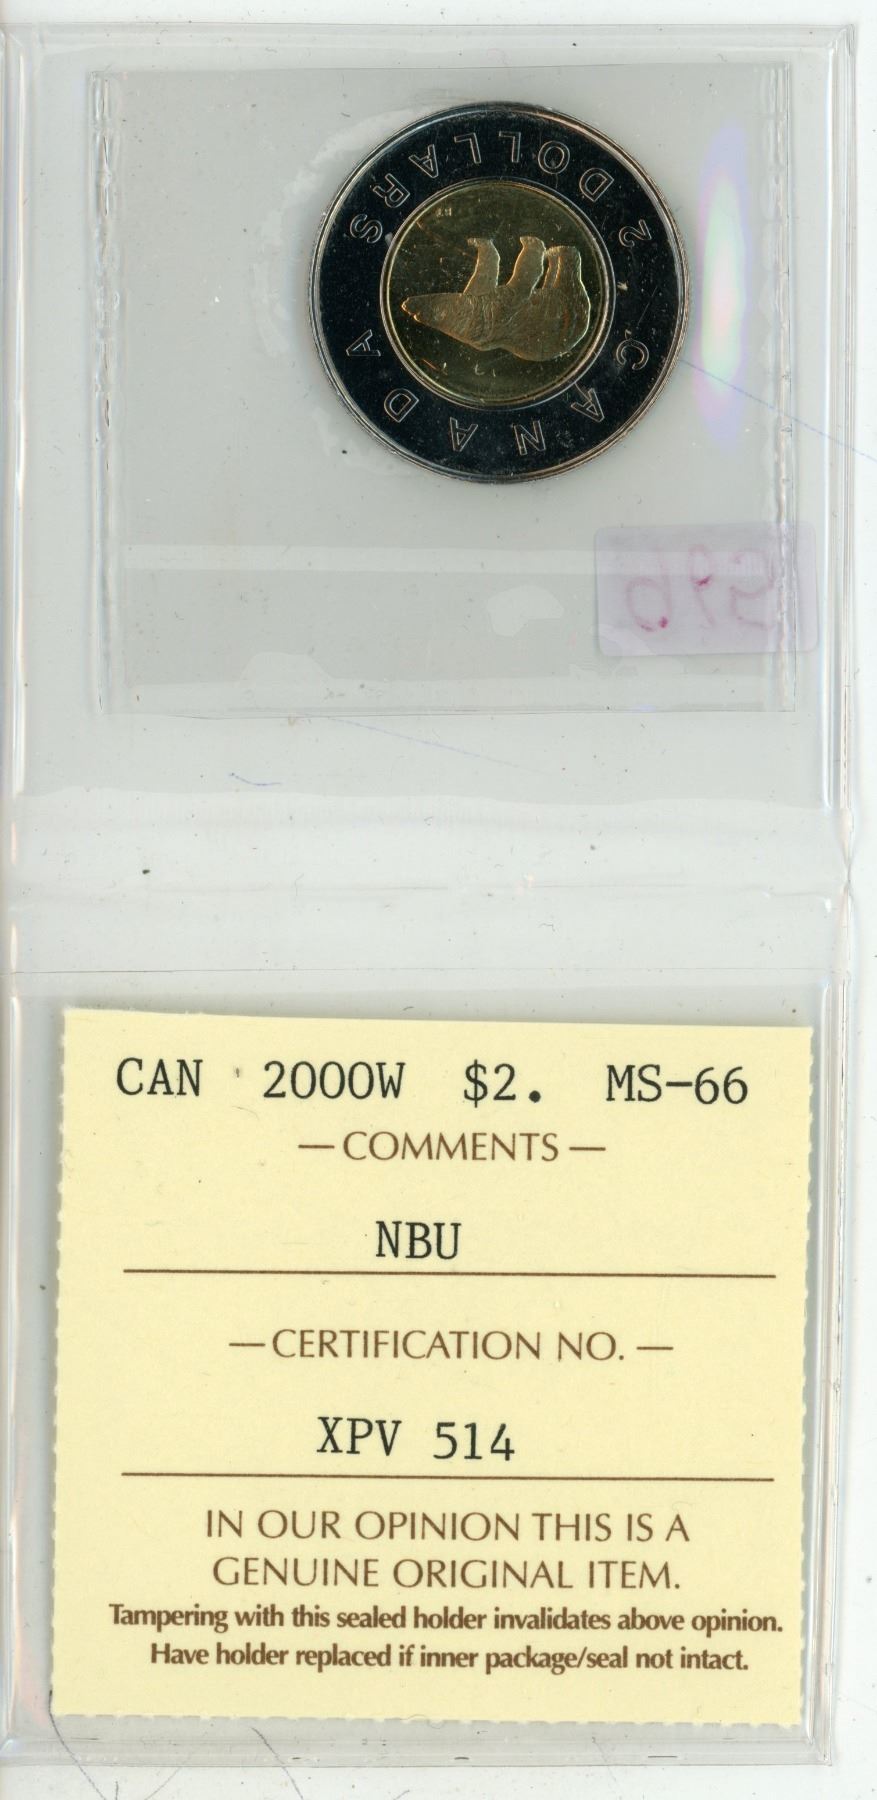 2 DOLLARS
CANADA
$96
CAN 2000W $2. MS-66
— COMMENTS —
NBU
— CERTIFICATION NO. —
XPV 514
IN OUR OPINION THIS IS A
GENUINE ORIGINAL ITEM.
Tampering with this sealed holder invalidates above opinion.
Have holder replaced if inner package/seal not intact.